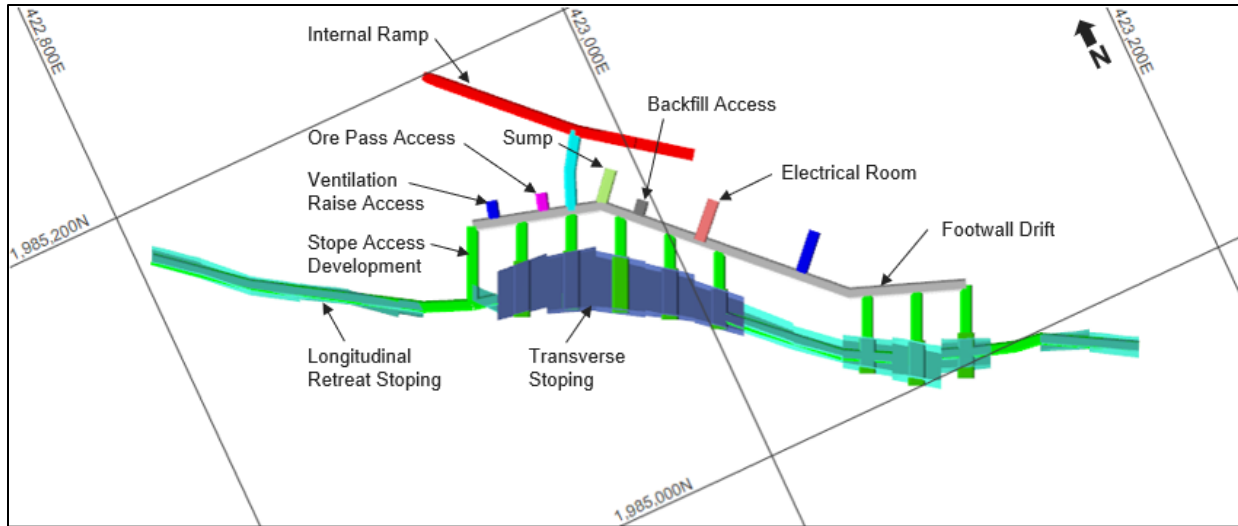 422,800E
423,000E
423,200E
N
Internal Ramp
Backfill Access
Ore Pass Access
Sump
Electrical Room
Ventilation
Raise Access
1,985,200N
Stope Access
Development
Footwall Drift
Longitudinal
Retreat Stoping
Transverse
Stoping
1,985,000N